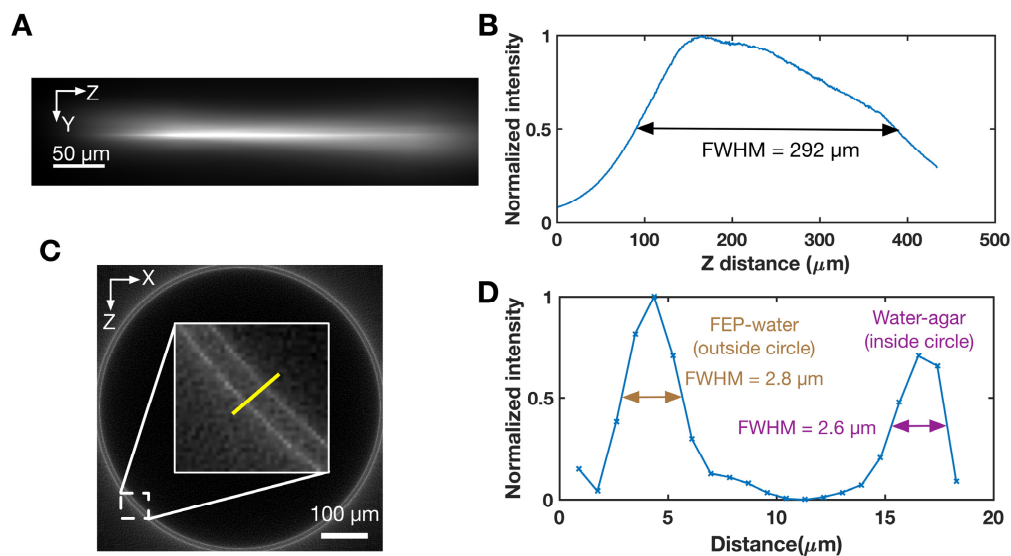 A
Z
Y
50 µm
B
Normalized intensity
1
0.5
0
FWHM = 292 µm
0 100 200 300 400 500
Z distance (µm)
C
X
Z
100 µm
D
Normalized intensity
1
0.5
0
FEP-water
(outside circle)
FWHM = 2.8 µm
Water-agar
(inside circle)
FWHM = 2.6 µm
0 5 10 15 20
Distance(µm)